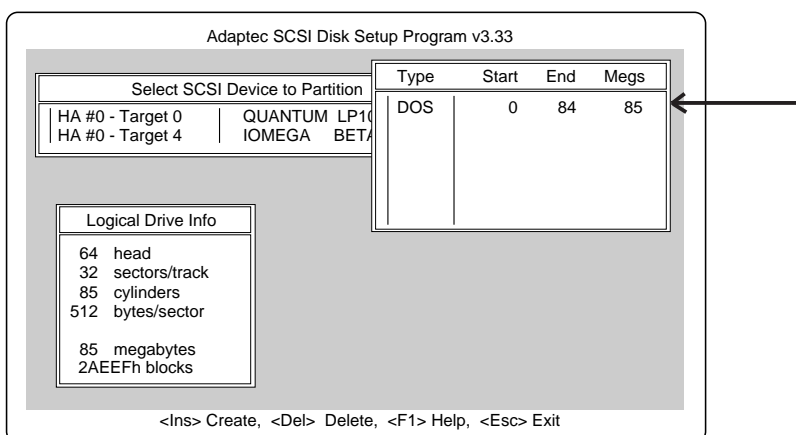 Adaptec SCSI Disk Setup Program v3.33
Select SCSI Device to Partition
HA #0 - Target 0 QUANTUM LP10
HA #0 - Target 4 IOMEGA BETA
Type Start End Megs
DOS 0 84 85
Logical Drive Info
64 head
32 sectors/track
85 cylinders
512 bytes/sector
85 megabytes
2AEEFh blocks
<Ins> Create, <Del> Delete, <F1> Help, <Esc> Exit